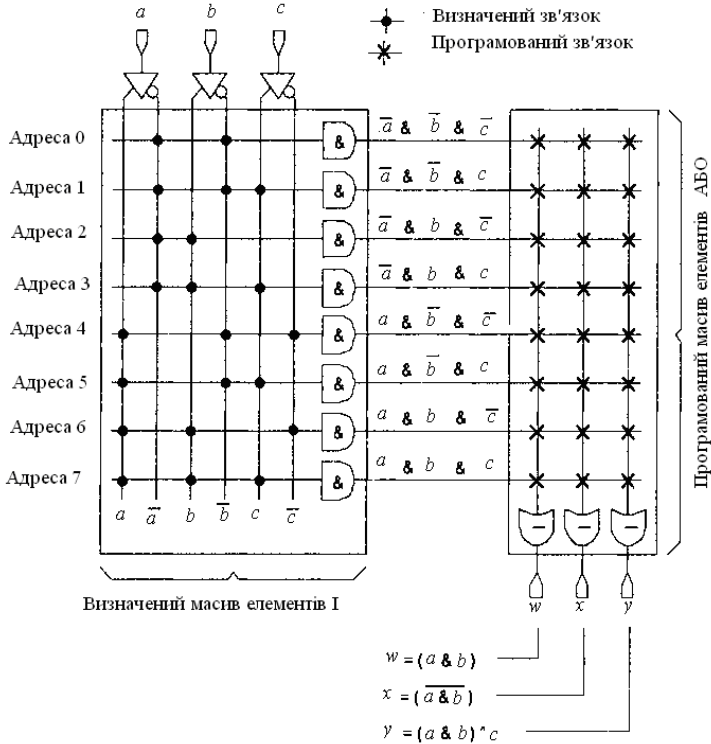 a b c
Визначений зв'язок
Програмований зв'язок
Адреса 0 & a̅ & b̅ & c̅
Адреса 1 & a̅ & b̅ & c
Адреса 2 & a̅ & b & c̅
Адреса 3 & a̅ & b & c
Адреса 4 & a & b̅ & c̅
Адреса 5 & a & b̅ & c
Адреса 6 & a & b & c̅
Адреса 7 & a & b & c
a a̅ b b̅ c c̅
Програмований масив елементів АБО
Визначений масив елементів І
w x y
w = (a & b)
x = (a̅ ̅&̅ ̅b̅)
y = (a & b) ^ c